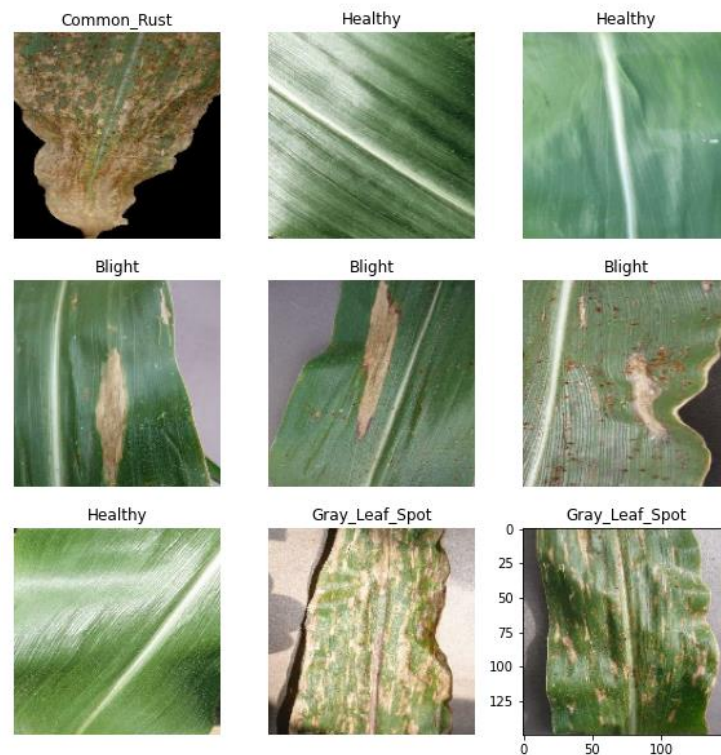 Common_Rust
Healthy
Healthy
Blight
Blight
Blight
Healthy
Gray_Leaf_Spot
Gray_Leaf_Spot
0
25
50
75
100
125
0
50
100